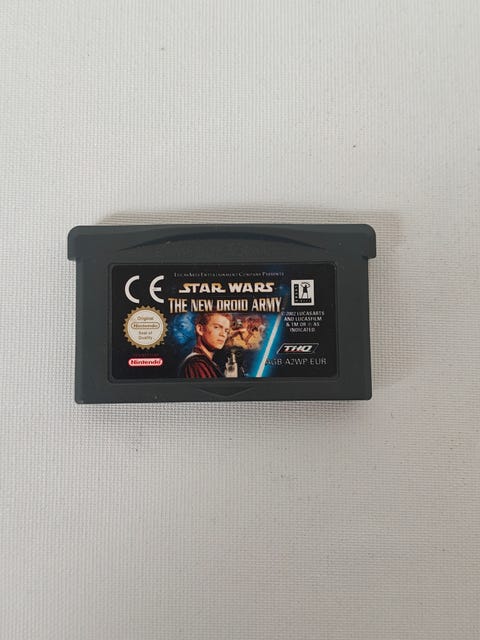 LUCASARTS ENTERTAINMENT COMPANY PRESENTS
CE
STAR WARS
THE NEW DROID ARMY
Original
Nintendo
Seal of
Quality
Nintendo
© 2002 LUCASARTS
AND LUCASFILM
& TM OR ® AS
INDICATED
THQ
AGB-A2WP-EUR